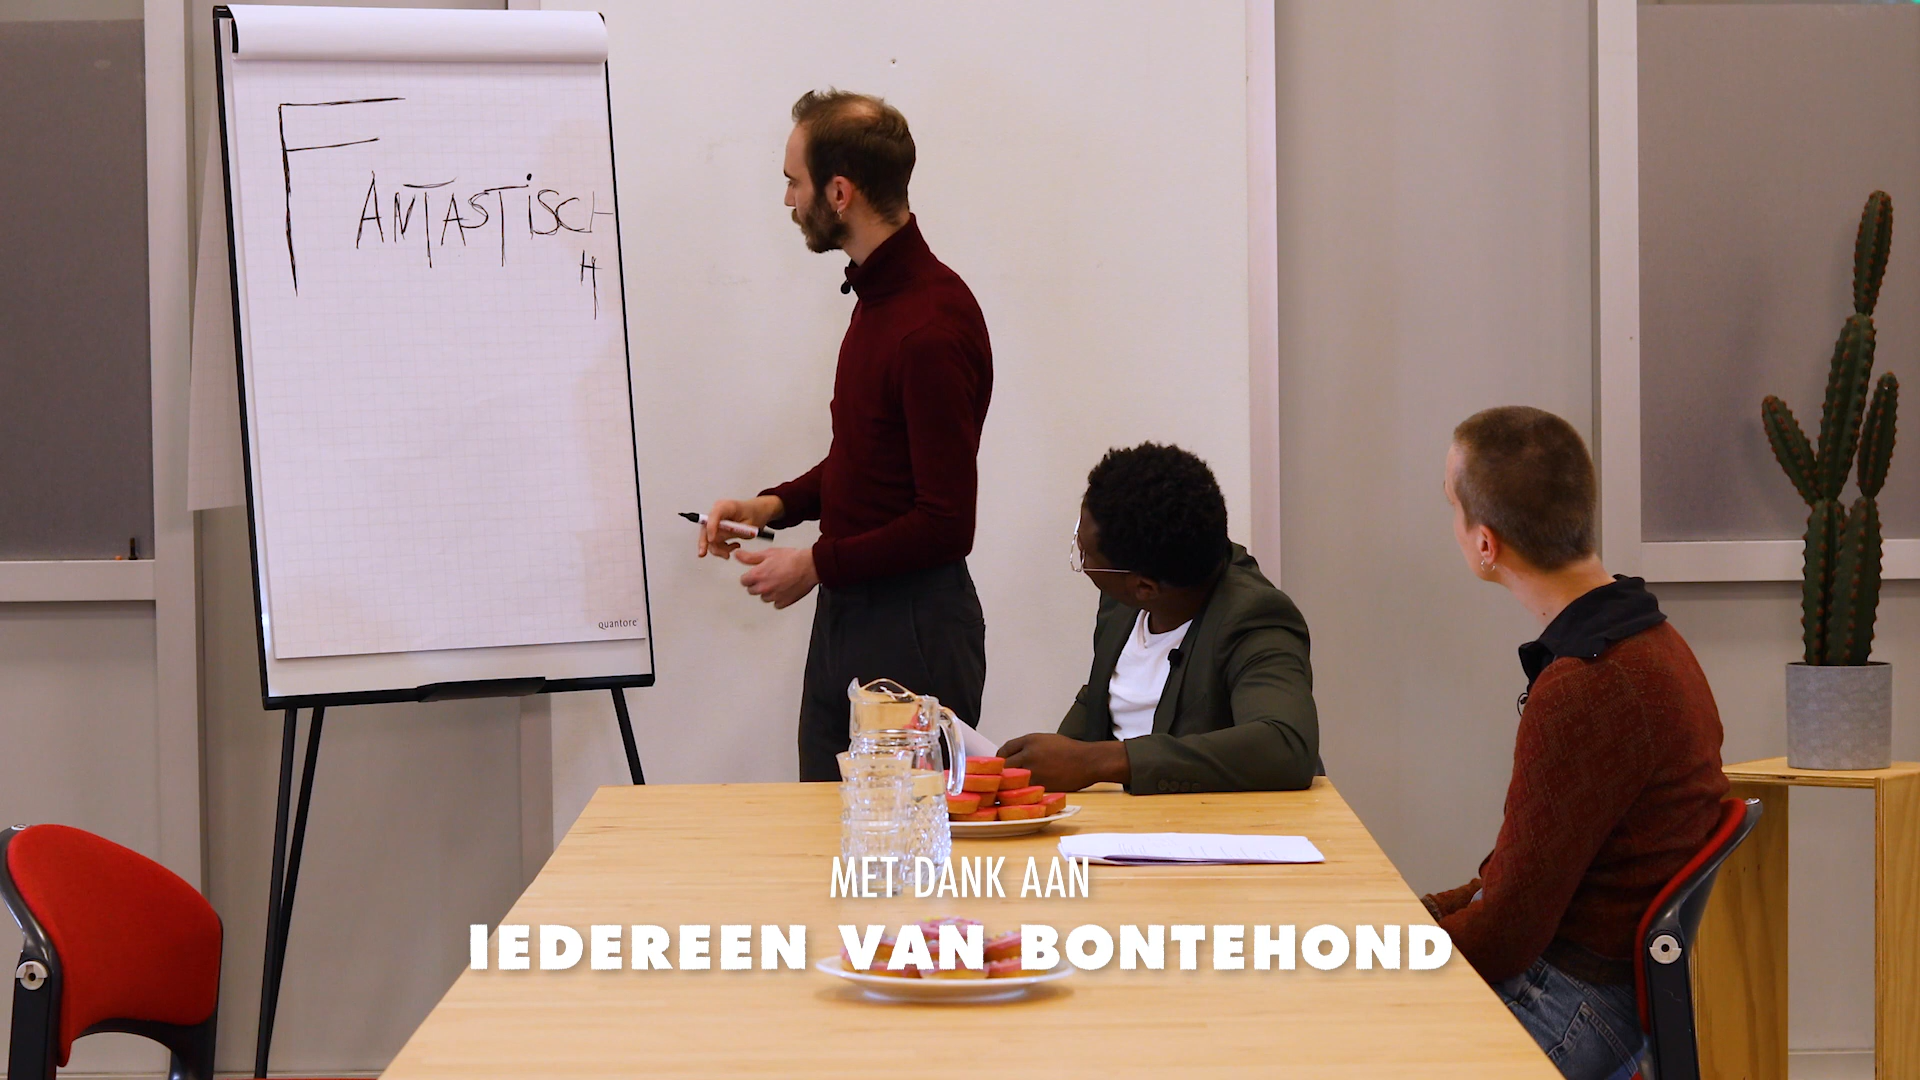 FANTASTISCH
H
quantore
MET DANK AAN
IEDEREEN VAN BONTEHOND